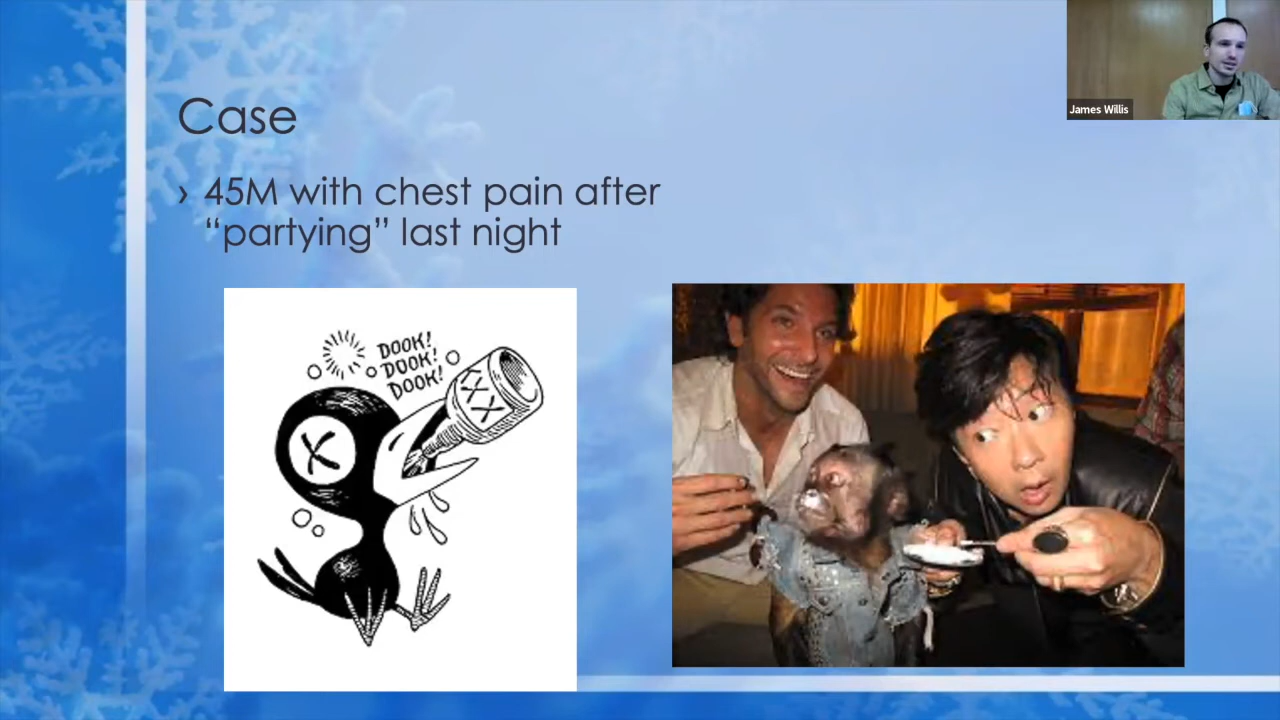 James Willis
Case
› 45M with chest pain after
“partying” last night
DOOK!
DOOK!
DOOK!
XXX